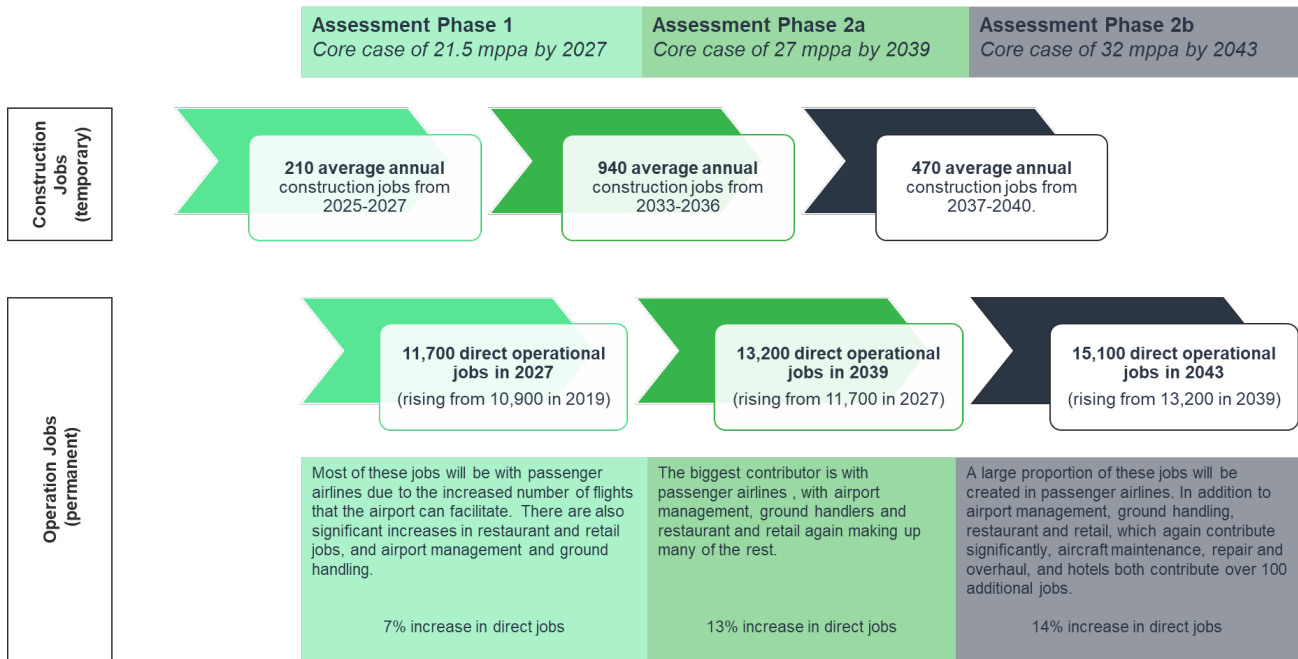 Assessment Phase 1
Core case of 21.5 mppa by 2027
Assessment Phase 2a
Core case of 27 mppa by 2039
Assessment Phase 2b
Core case of 32 mppa by 2043
Construction
Jobs
(temporary)
210 average annual
construction jobs from
2025-2027
940 average annual
construction jobs from
2033-2036
470 average annual
construction jobs from
2037-2040.
Operation Jobs
(permanent)
11,700 direct operational
jobs in 2027
(rising from 10,900 in 2019)
13,200 direct operational
jobs in 2039
(rising from 11,700 in 2027)
15,100 direct operational
jobs in 2043
(rising from 13,200 in 2039)
Most of these jobs will be with passenger
airlines due to the increased number of flights
that the airport can facilitate. There are also
significant increases in restaurant and retail
jobs, and airport management and ground
handling.
7% increase in direct jobs
The biggest contributor is with
passenger airlines , with airport
management, ground handlers and
restaurant and retail again making up
many of the rest.
13% increase in direct jobs
A large proportion of these jobs will be
created in passenger airlines. In addition to
airport management, ground handling,
restaurant and retail, which again contribute
significantly, aircraft maintenance, repair and
overhaul, and hotels both contribute over 100
additional jobs.
14% increase in direct jobs